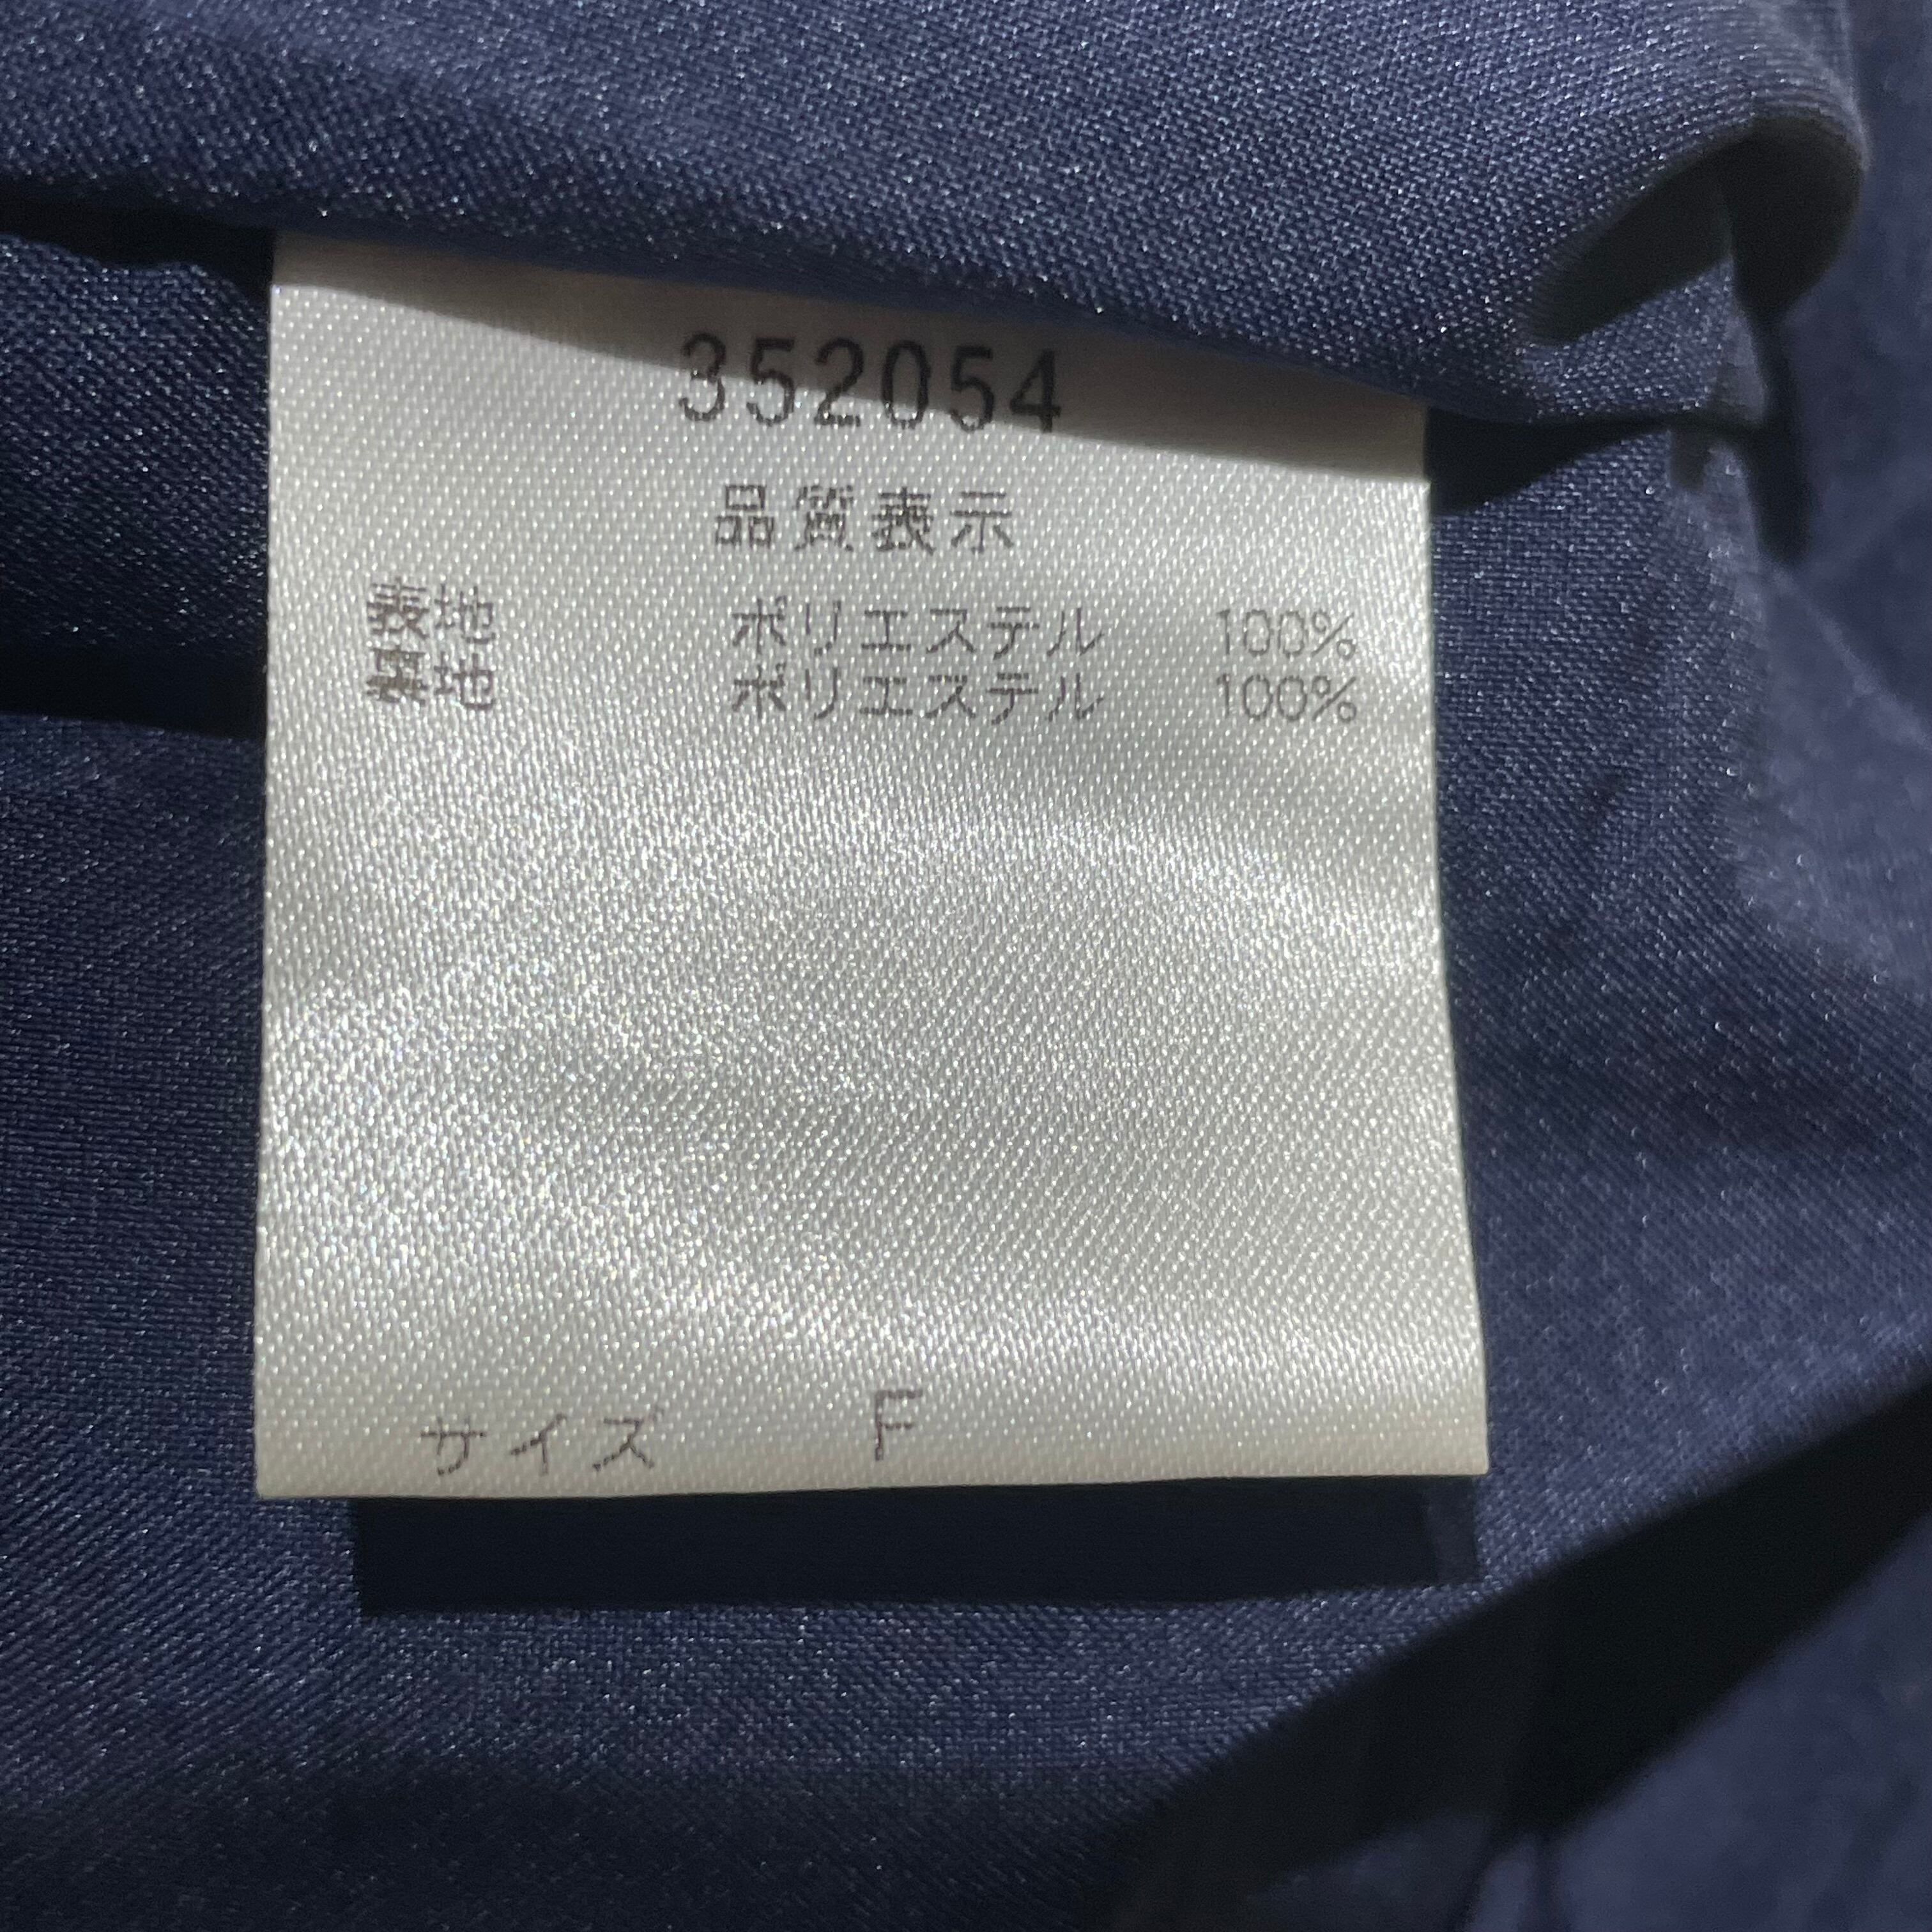 352054
品質表示
表地 ポリエステル 100%
裏地 ポリエステル 100%
サイズ F